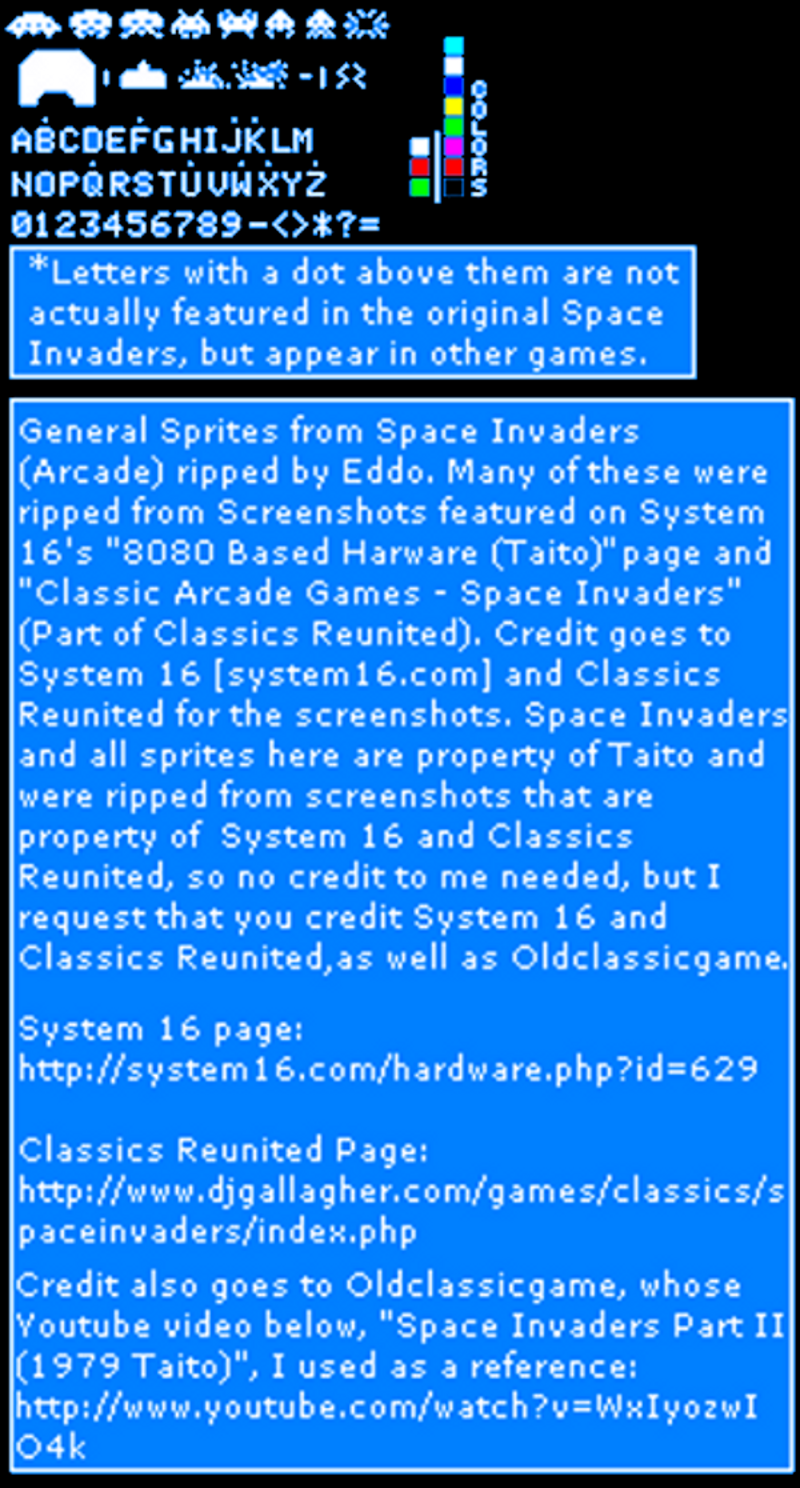 ABCDEFGHIJKLM
NOPQRSTUVWXYZ
0123456789-<>*?=
COLORS
*Letters with a dot above them are not
actually featured in the original Space
Invaders, but appear in other games.
General Sprites from Space Invaders
(Arcade) ripped by Eddo. Many of these were
ripped from Screenshots featured on System
16's "8080 Based Harware (Taito)" page and
"Classic Arcade Games - Space Invaders"
(Part of Classics Reunited). Credit goes to
System 16 [system16.com] and Classics
Reunited for the screenshots. Space Invaders
and all sprites here are property of Taito and
were ripped from screenshots that are
property of System 16 and Classics
Reunited, so no credit to me needed, but I
request that you credit System 16 and
Classics Reunited,as well as Oldclassicgame.
System 16 page:
http://system16.com/hardware.php?id=629
Classics Reunited Page:
http://www.djgallagher.com/games/classics/s
paceinvaders/index.php
Credit also goes to Oldclassicgame, whose
Youtube video below, "Space Invaders Part II
(1979 Taito)", I used as a reference:
http://www.youtube.com/watch?v=WxIyozwI
O4k